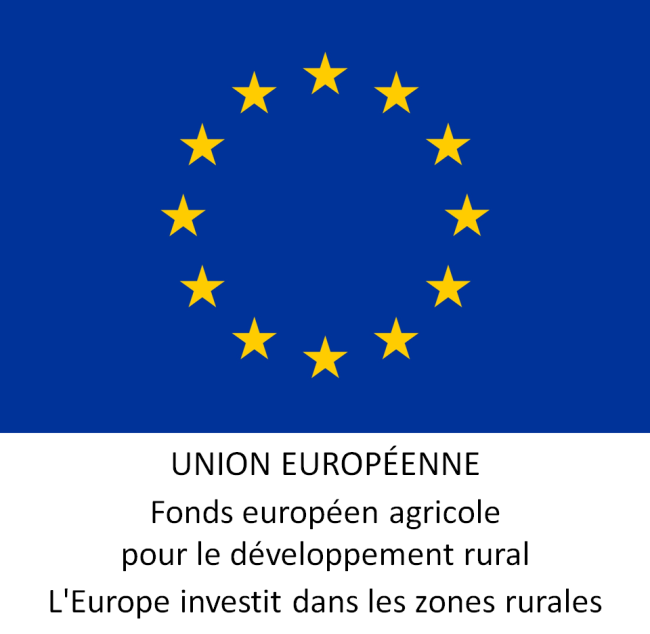 UNION EUROPÉENNE
Fonds européen agricole
pour le développement rural
L'Europe investit dans les zones rurales